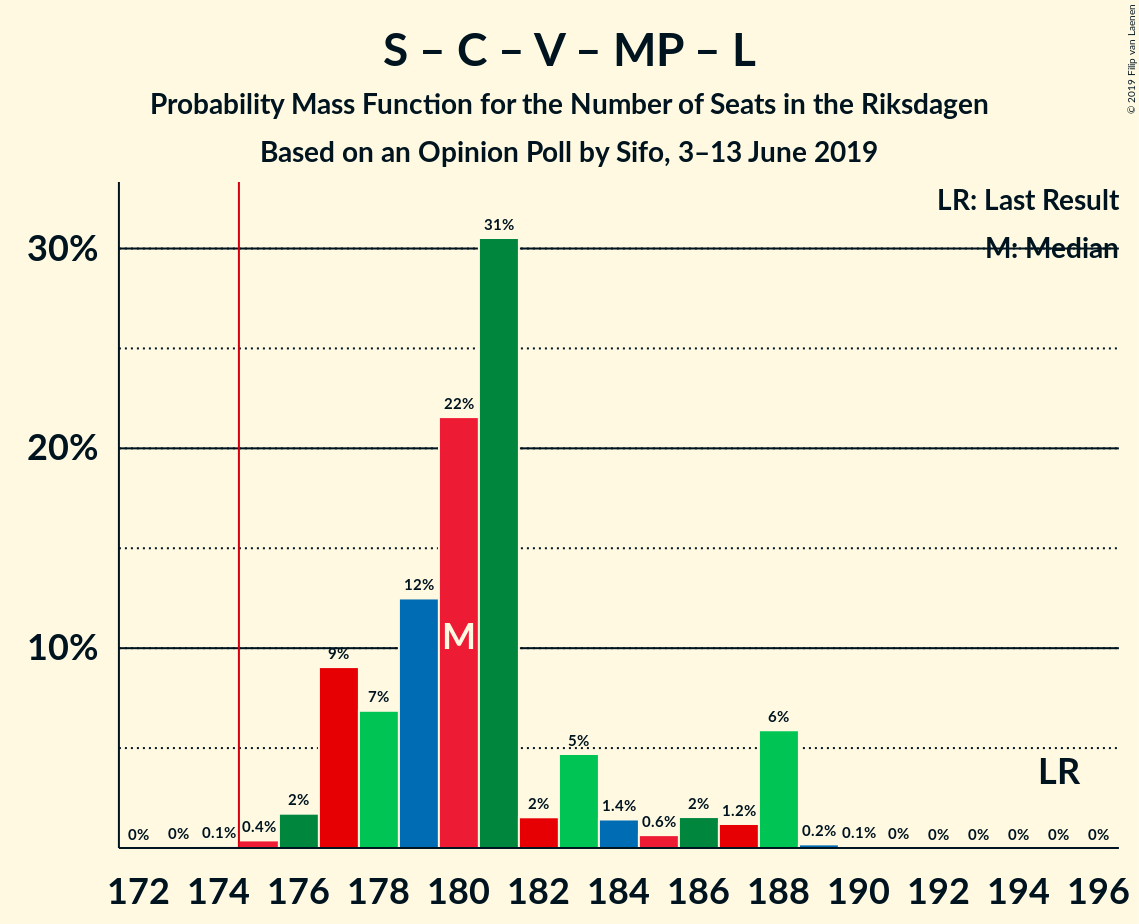 S – C – V – MP – L
Probability Mass Function for the Number of Seats in the Riksdagen
Based on an Opinion Poll by Sifo, 3–13 June 2019
© 2019 Filip van Laenen
LR: Last Result
M: Median
30%
20%
10%
0% 0% 0.1% 0.4% 2% 9% 7% 12% 22% 31% 2% 5% 1.4% 0.6% 2% 1.2% 6% 0.2% 0.1% 0% 0% 0% 0% 0% 0%
M
LR
172 174 176 178 180 182 184 186 188 190 192 194 196